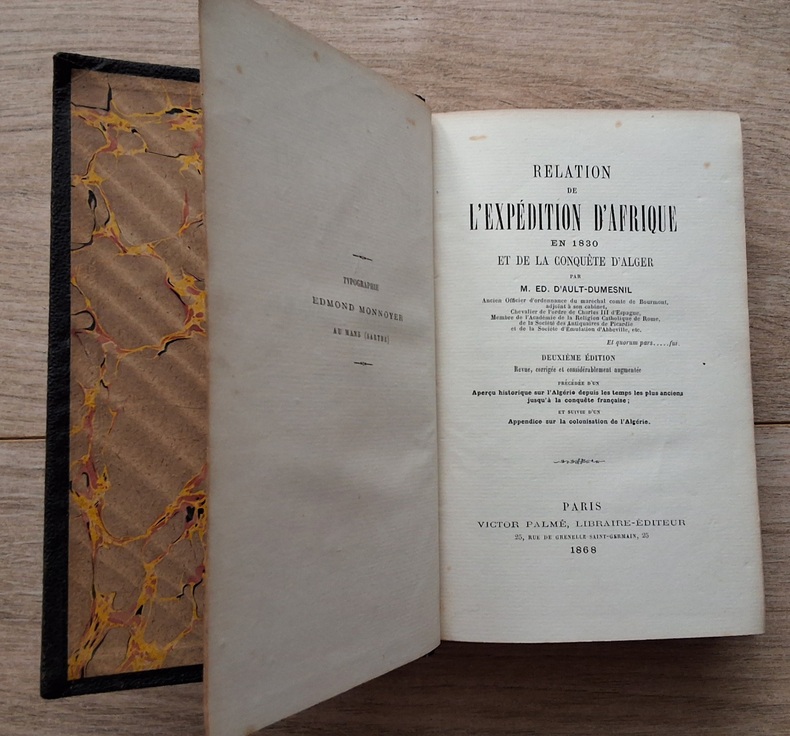 TYPOGRAPHIE
EDMOND MONNOYER
AU MANS (SARTHE)
RELATION
DE
L'EXPÉDITION D'AFRIQUE
EN 1830
ET DE LA CONQUÊTE D'ALGER
PAR
M. ED. D'AULT-DUMESNIL
Ancien Officier d'ordonnance du maréchal comte de Bourmont,
adjoint à son cabinet,
Chevalier de l'ordre de Charles III d'Espagne,
Membre de l'Académie de la Religion Catholique de Rome,
de la Société des Antiquaires de Picardie
et de la Société d'Émulation d'Abbeville, etc.
Et quorum pars.....fui
DEUXIÈME ÉDITION
Revue, corrigée et considérablement augmentée
PRÉCÉDÉE D'UN
Aperçu historique sur l'Algérie depuis les temps les plus anciens
jusqu'à la conquête française ;
ET SUIVIE D'UN
Appendice sur la colonisation de l'Algérie.
PARIS
VICTOR PALMÉ, LIBRAIRE-ÉDITEUR
25, RUE DE GRENELLE SAINT-GERMAIN, 25
1868